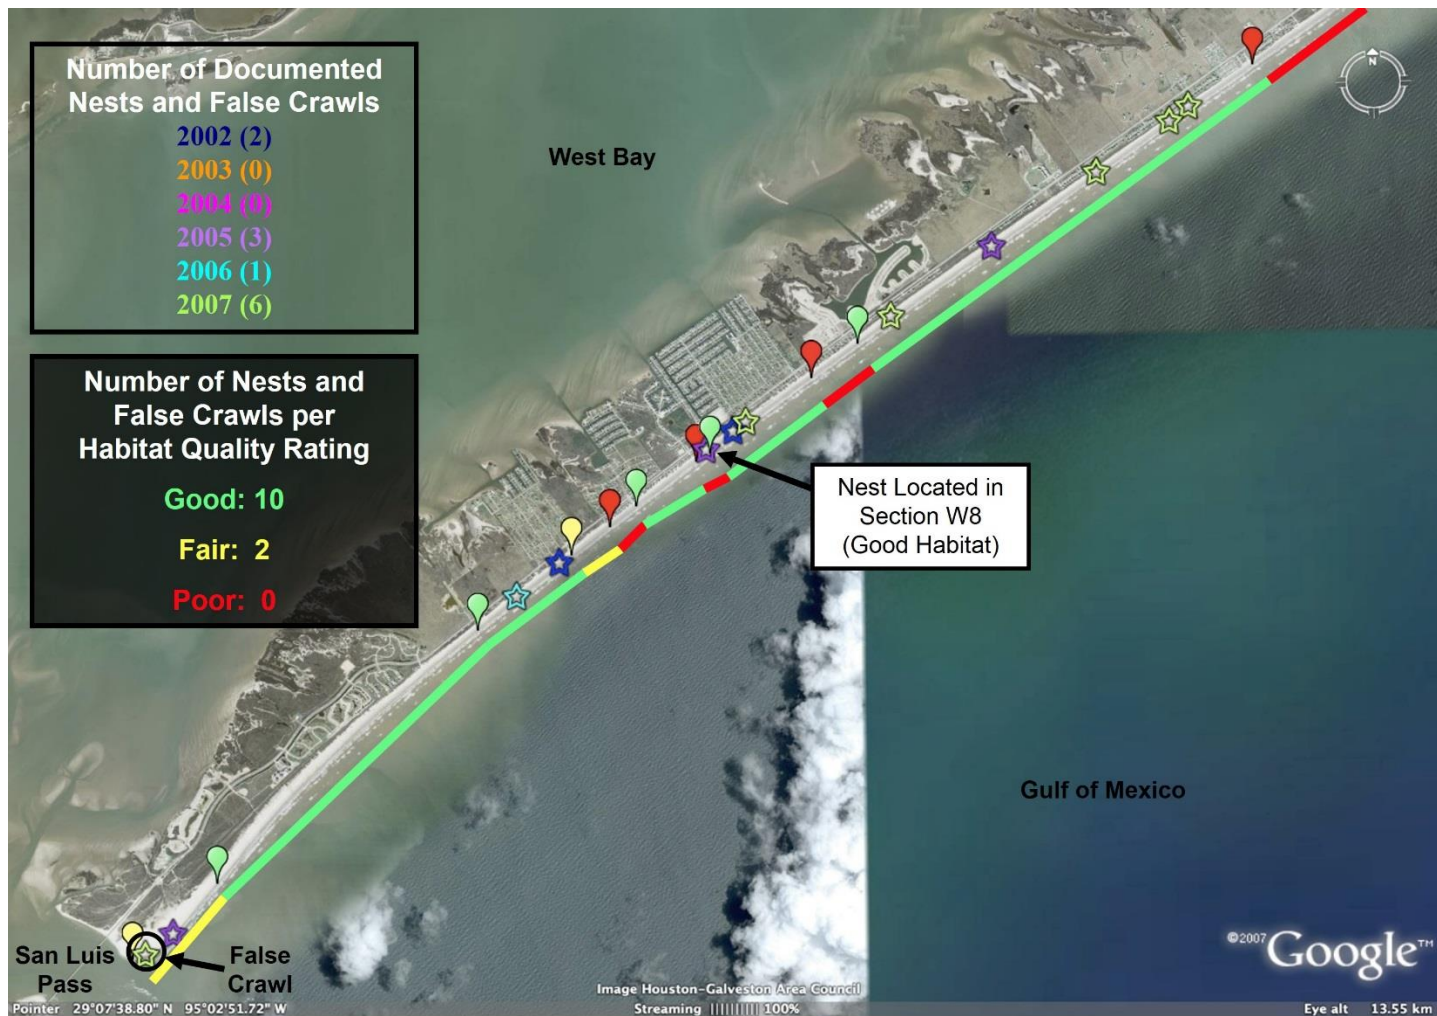 Number of Documented
Nests and False Crawls
2002 (2)
2003 (0)
2004 (0)
2005 (3)
2006 (1)
2007 (6)
Number of Nests and
False Crawls per
Habitat Quality Rating
Good: 10
Fair: 2
Poor: 0
West Bay
N
Nest Located in
Section W8
(Good Habitat)
Gulf of Mexico
San Luis
Pass
False
Crawl
©2007 Google™
Image Houston-Galveston Area Council
Pointer 29°07'38.80" N 95°02'51.72" W
Streaming |||||||||| 100%
Eye alt 13.55 km